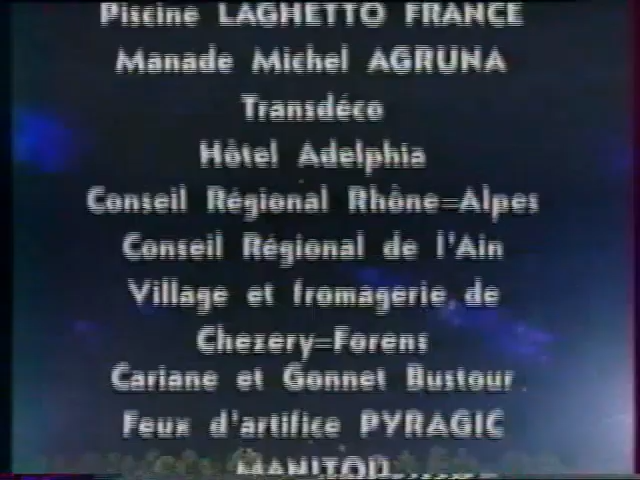 Piscine LAGHETTO FRANCE
Manade Michel AGRUNA
Transdéco
Hôtel Adelphia
Conseil Régional Rhône-Alpes
Conseil Régional de l'Ain
Village et fromagerie de
Chezery-Forens
Cariane et Gonnet Bustour
Feux d'artifice PYRAGIC
MANITOU